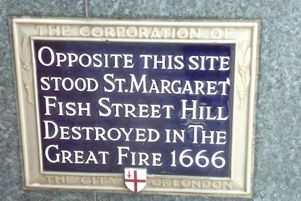 THE CORPORATION OF
OPPOSITE THIS SITE
STOOD ST. MARGARET
FISH STREET HILL
DESTROYED IN THE
GREAT FIRE 1666
THE CITY OF LONDON